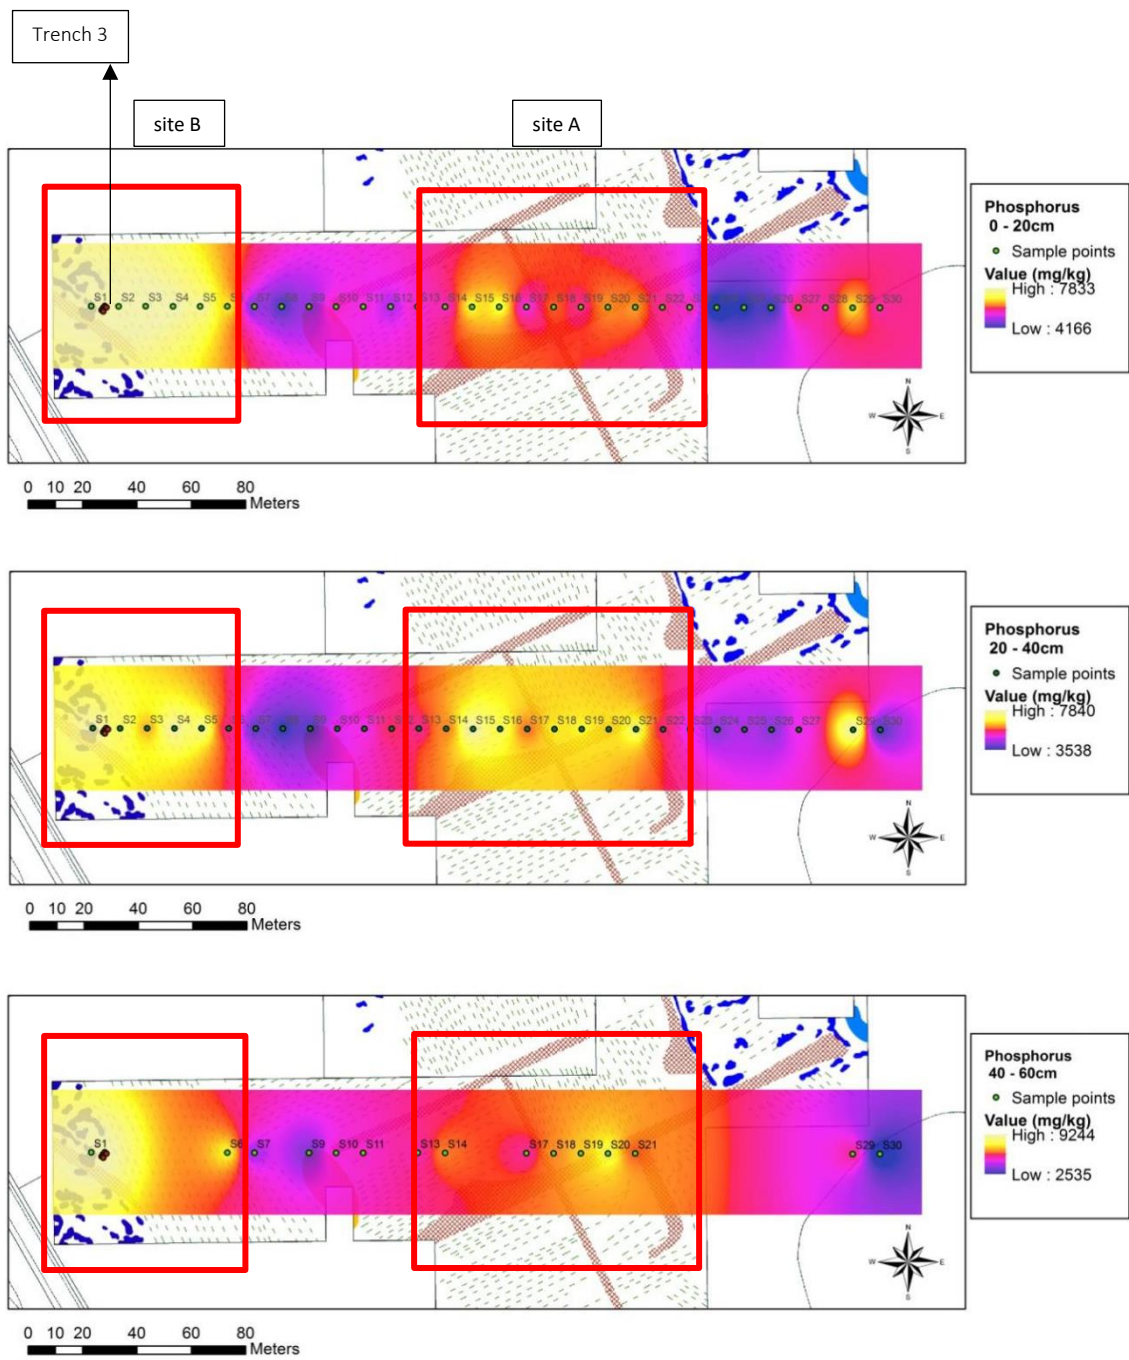 Trench 3
site B
site A
S1 S2 S3 S4 S5 S7 S8 S9 S10 S11 S12 S13 S14 S15 S16 S17 S18 S19 S20 S21 S22 S26 S27 S28 S29 S30
N
W E
S
Phosphorus
0 - 20cm
Sample points
Value (mg/kg)
High : 7833
Low : 4166
0 10 20 40 60 80
Meters
S1 S2 S3 S4 S5 S7 S8 S9 S10 S11 S12 S13 S14 S15 S16 S17 S18 S19 S20 S21 S22 S24 S25 S26 S27 S29 S30
N
W E
S
Phosphorus
20 - 40cm
Sample points
Value (mg/kg)
High : 7840
Low : 3538
0 10 20 40 60 80
Meters
S1 S6 S7 S9 S10 S11 S13 S14 S17 S18 S19 S20 S21 S29 S30
N
W E
S
Phosphorus
40 - 60cm
Sample points
Value (mg/kg)
High : 9244
Low : 2535
0 10 20 40 60 80
Meters